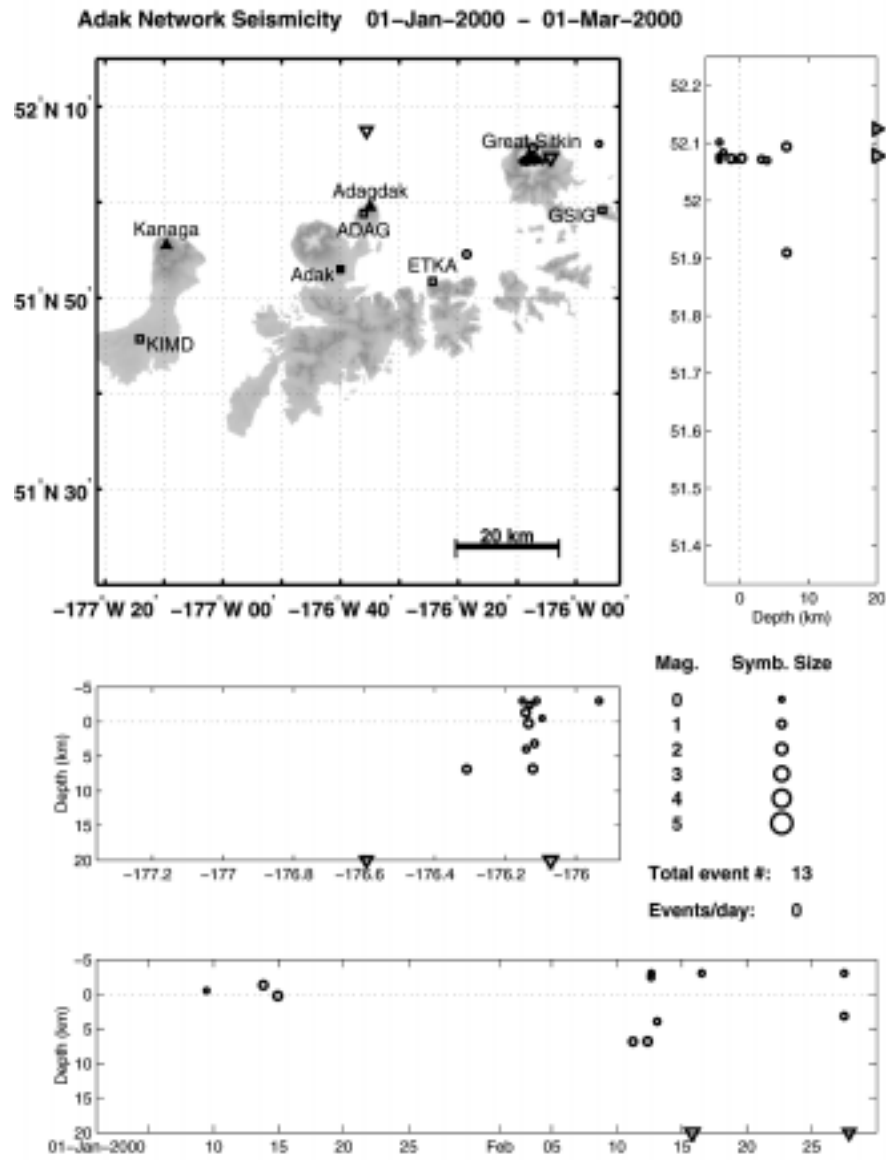 Adak Network Seismicity 01-Jan-2000 - 01-Mar-2000
52°N 10'
51°N 50'
51°N 30'
Great Sitkin
Adagdak
ADAG
GSIG
Kanaga
Adak
ETKA
KIMD
20 km
-177°W 20' -177°W 00' -176°W 40' -176°W 20' -176°W 00'
52.2
52.1
52
51.9
51.8
51.7
51.6
51.5
51.4
0 10 20
Depth (km)
-5
0
5
10
15
20
Depth (km)
-177.2 -177 -176.8 -176.6 -176.4 -176.2 -176
Mag. Symb. Size
0
1
2
3
4
5
Total event #: 13
Events/day: 0
-5
0
5
10
15
20
Depth (km)
01-Jan-2000 10 15 20 25 Feb 05 10 15 20 25